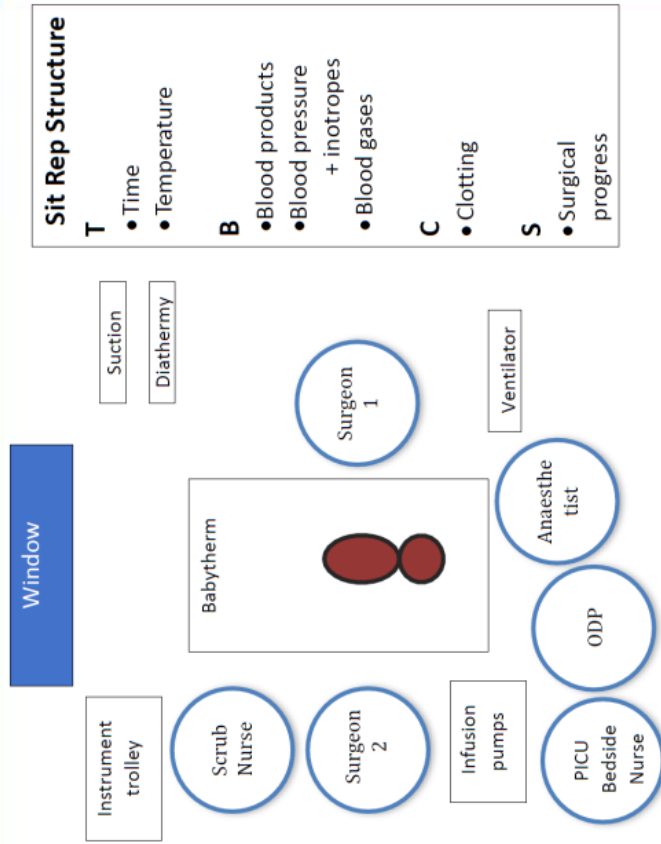 Window
Instrument
trolley
Scrub
Nurse
Surgeon
2
Infusion
pumps
PICU
Bedside
Nurse
ODP
Anaesthe
tist
Babytherm
Surgeon
1
Ventilator
Suction
Diathermy
Sit Rep Structure
T
• Time
• Temperature
B
• Blood products
• Blood pressure
+ inotropes
• Blood gases
C
• Clotting
S
• Surgical
progress